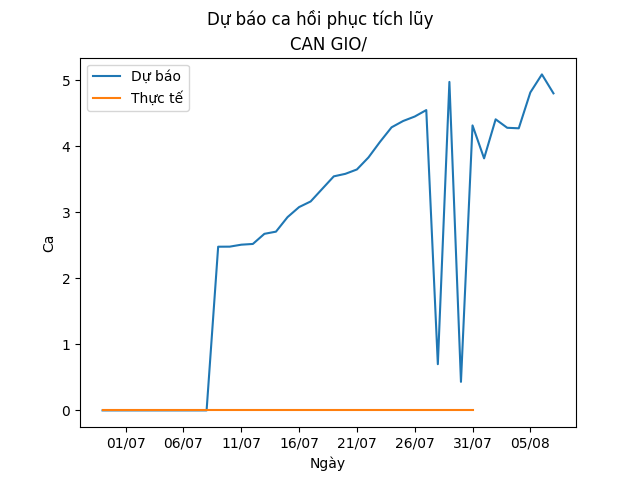 Dự báo ca hồi phục tích lũy
CAN GIO/
Dự báo
Thực tế
Ca
5
4
3
2
1
0
01/07 06/07 11/07 16/07 21/07 26/07 31/07 05/08
Ngày